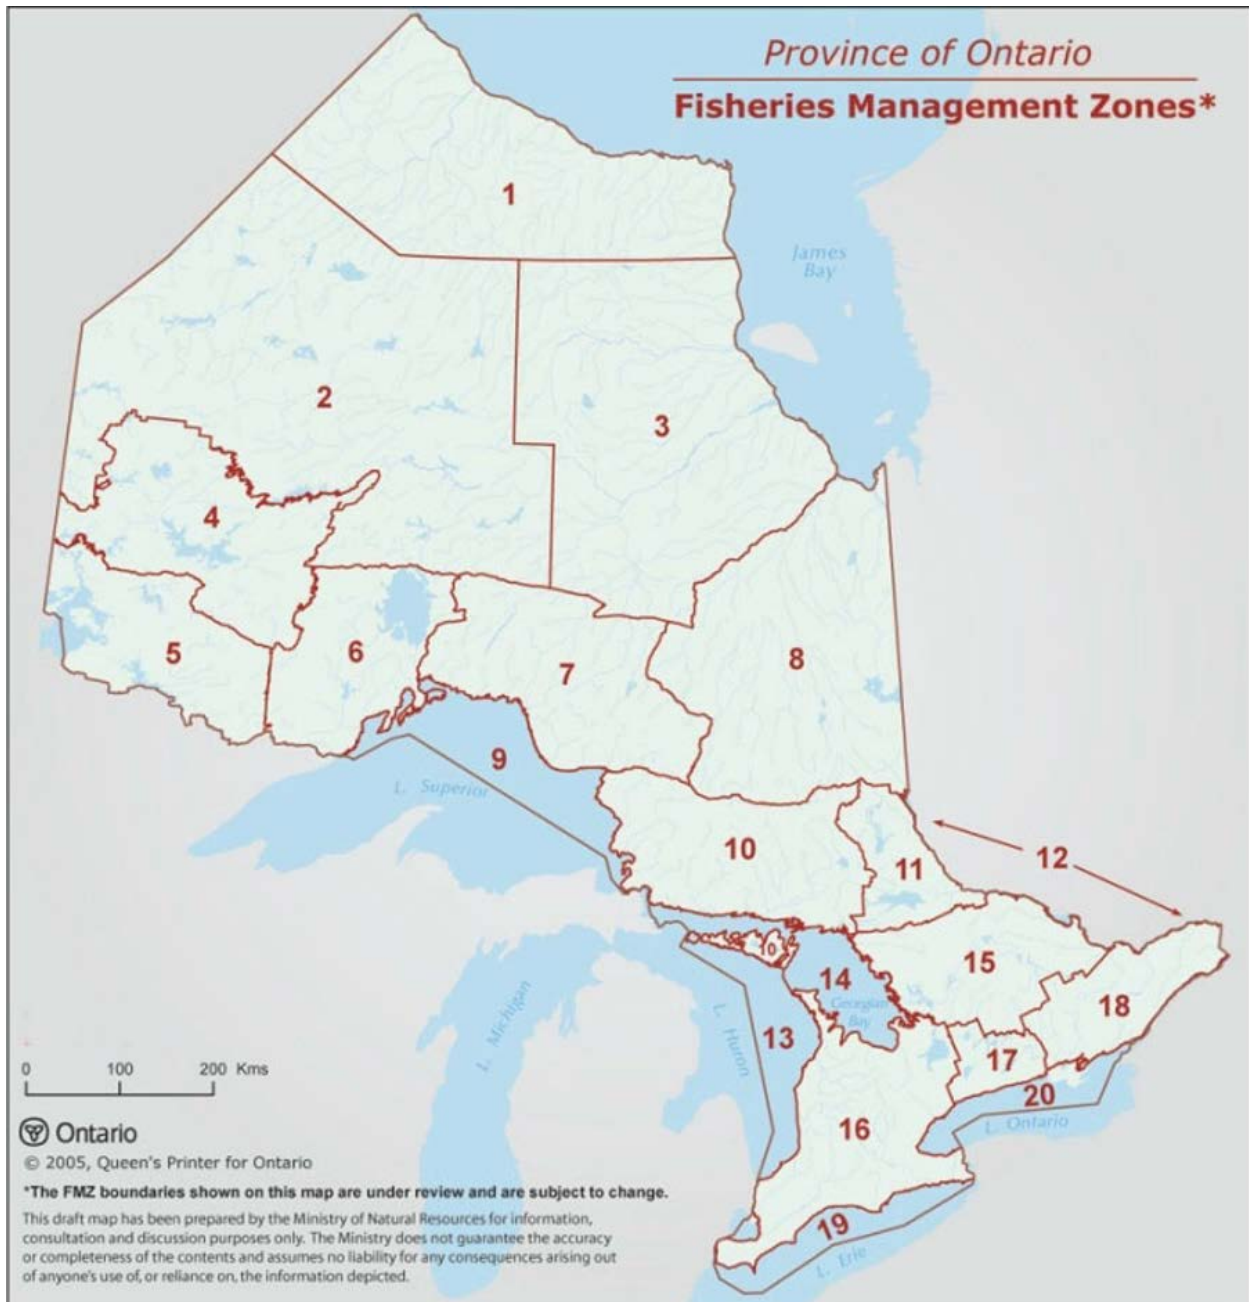 Province of Ontario
Fisheries Management Zones*
1
James
Bay
2
3
4
5
6
7
8
9
L. Superior
10
11
12
10
14
Georgian
Bay
15
18
13
L. Huron
L. Michigan
17
20
L. Ontario
16
19
L. Erie
0 100 200 Kms
Ontario
© 2005, Queen's Printer for Ontario
*The FMZ boundaries shown on this map are under review and are subject to change.
This draft map has been prepared by the Ministry of Natural Resources for information,
consultation and discussion purposes only. The Ministry does not guarantee the accuracy
or completeness of the contents and assumes no liability for any consequences arising out
of anyone's use of, or reliance on, the information depicted.